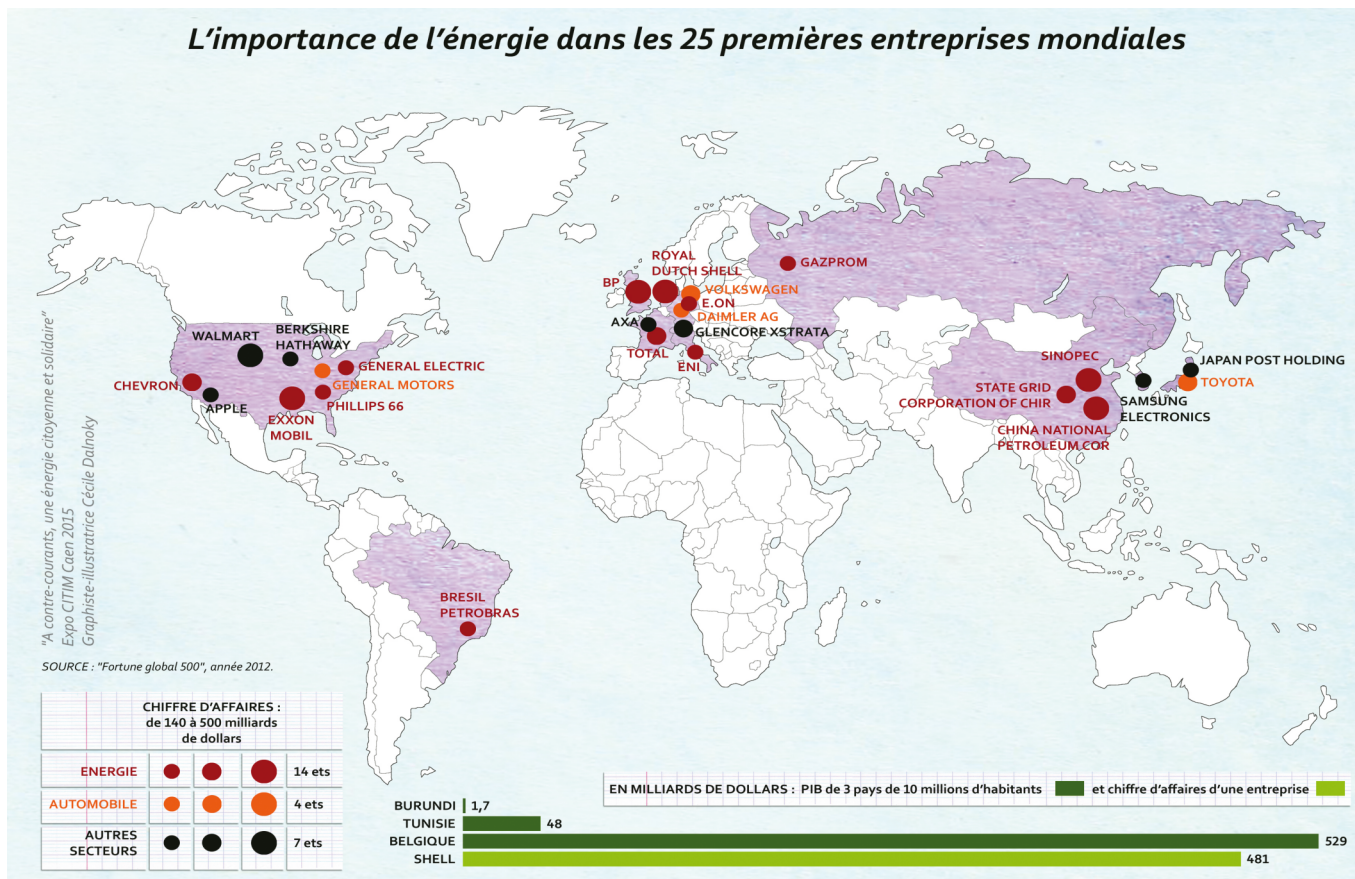 L'importance de l'énergie dans les 25 premières entreprises mondiales
"A contre-courants, une énergie citoyenne et solidaire"
Expo CITIM Caen 2015
Graphiste-illustratrice Cécile Dalnoky
WALMART
BERKSHIRE
HATHAWAY
GENERAL ELECTRIC
CHEVRON
GENERAL MOTORS
APPLE
PHILLIPS 66
EXXON
MOBIL
BRESIL
PETROBRAS
ROYAL
DUTCH SHELL
BP
VOLKSWAGEN
E.ON
DAIMLER AG
AXA
GLENCORE XSTRATA
TOTAL
ENI
GAZPROM
SINOPEC
STATE GRID
CORPORATION OF CHIR
CHINA NATIONAL
PETROLEUM COR
JAPAN POST HOLDING
TOYOTA
SAMSUNG
ELECTRONICS
SOURCE : "Fortune global 500", année 2012.
CHIFFRE D'AFFAIRES :
de 140 à 500 milliards
de dollars
ENERGIE 14 ets
AUTOMOBILE 4 ets
AUTRES
SECTEURS 7 ets
EN MILLIARDS DE DOLLARS : PIB de 3 pays de 10 millions d'habitants et chiffre d'affaires d'une entreprise
BURUNDI 1,7
TUNISIE 48
BELGIQUE 529
SHELL 481